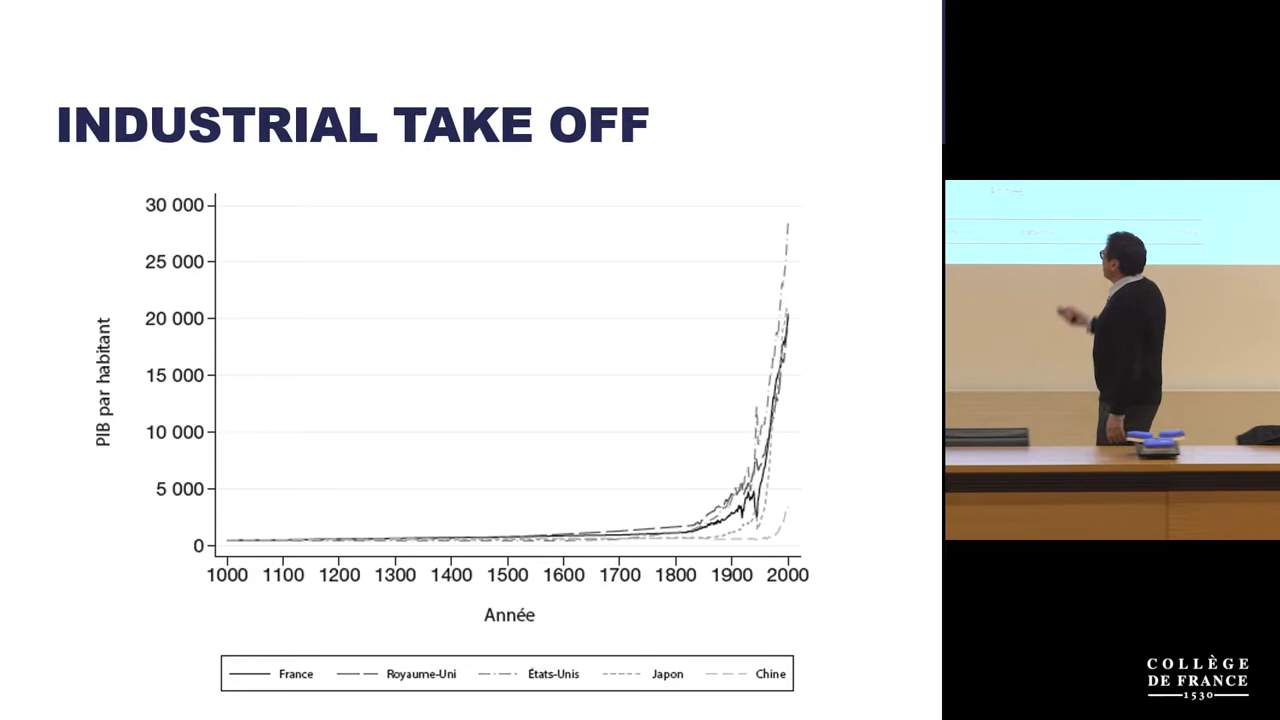 INDUSTRIAL TAKE OFF
30 000
25 000
20 000
15 000
10 000
5 000
0
PIB par habitant
1000 1100 1200 1300 1400 1500 1600 1700 1800 1900 2000
Année
France Royaume-Uni États-Unis Japon Chine
COLLÈGE
DE FRANCE
1530